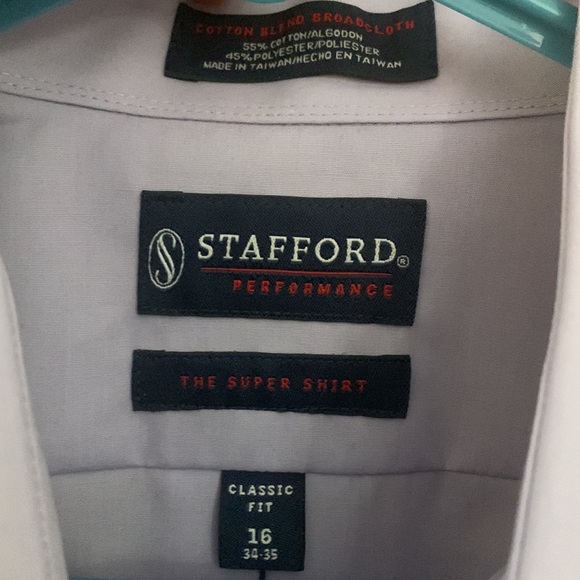 COTTON BLEND BROADCLOTH
55% COTTON/ALGODON
45% POLYESTER/POLIESTER
MADE IN TAIWAN/HECHO EN TAIWAN
S STAFFORD®
PERFORMANCE
THE SUPER SHIRT
CLASSIC
FIT
16
34-35